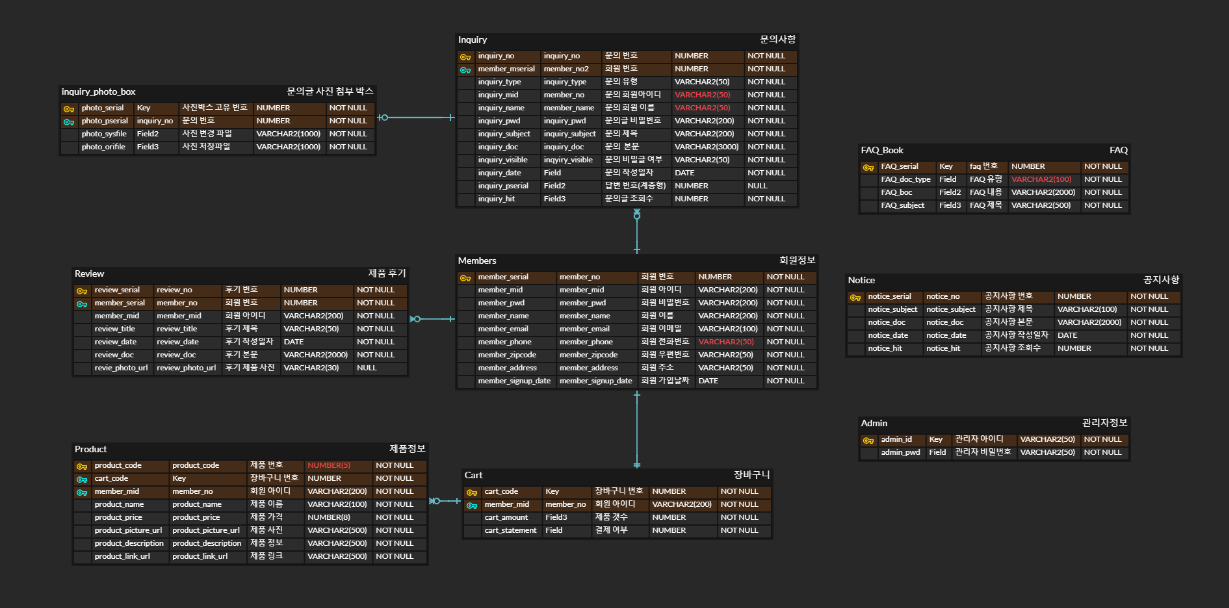 Inquiry 문의사항
inquiry_no inquiry_no 문의 번호 NUMBER NOT NULL
member_mserial member_no2 회원 번호 NUMBER NOT NULL
inquiry_type inquiry_type 문의 유형 VARCHAR2(50) NOT NULL
inquiry_mid member_no 문의 회원아이디 VARCHAR2(50) NOT NULL
inquiry_name member_name 문의 회원 이름 VARCHAR2(50) NOT NULL
inquiry_pwd inquiry_pwd 문의글 비밀번호 VARCHAR2(200) NOT NULL
inquiry_subject inquiry_subject 문의 제목 VARCHAR2(200) NOT NULL
inquiry_doc inquiry_doc 문의 본문 VARCHAR2(3000) NOT NULL
inquiry_visible inqyiry_visible 문의 비밀글 여부 VARCHAR2(50) NOT NULL
inquiry_date Field 문의 작성일자 DATE NOT NULL
inquiry_pserial Field2 답변 번호(계층형) NUMBER NULL
inquiry_hit Field3 문의글 조회수 NUMBER NOT NULL
inquiry_photo_box 문의글 사진 첨부 박스
photo_serial Key 사진박스 고유 번호 NUMBER NOT NULL
photo_pserial inquiry_no 문의 번호 NUMBER NOT NULL
photo_sysfile Field2 사진 변경 파일 VARCHAR2(1000) NOT NULL
photo_orifile Field3 사진 저장파일 VARCHAR2(1000) NOT NULL
FAQ_Book FAQ
FAQ_serial Key faq 번호 NUMBER NOT NULL
FAQ_doc_type Field FAQ 유형 VARCHAR2(100) NOT NULL
FAQ_boc Field2 FAQ 내용 VARCHAR2(2000) NOT NULL
FAQ_subject Field3 FAQ 제목 VARCHAR2(500) NOT NULL
Members 회원정보
member_serial member_no 회원 번호 NUMBER NOT NULL
member_mid member_mid 회원 아이디 VARCHAR2(200) NOT NULL
member_pwd member_pwd 회원 비밀번호 VARCHAR2(200) NOT NULL
member_name member_name 회원 이름 VARCHAR2(200) NOT NULL
member_email member_email 회원 이메일 VARCHAR2(100) NOT NULL
member_phone member_phone 회원 전화번호 VARCHAR2(50) NOT NULL
member_zipcode member_zipcode 회원 우편번호 VARCHAR2(50) NOT NULL
member_address member_address 회원 주소 VARCHAR2(50) NOT NULL
member_signup_date member_signup_date 회원 가입날짜 DATE NOT NULL
Review 제품 후기
review_serial review_no 후기 번호 NUMBER NOT NULL
member_serial member_no 회원 번호 NUMBER NOT NULL
member_mid member_mid 회원 아이디 VARCHAR2(200) NOT NULL
review_title review_title 후기 제목 VARCHAR2(50) NOT NULL
review_date review_date 후기 작성일자 DATE NOT NULL
review_doc review_doc 후기 본문 VARCHAR2(2000) NOT NULL
revie_photo_url review_photo_url 후기 제품 사진 VARCHAR2(30) NULL
Notice 공지사항
notice_serial notice_no 공지사항 번호 NUMBER NOT NULL
notice_subject notice_subject 공지사항 제목 VARCHAR2(100) NOT NULL
notice_doc notice_doc 공지사항 본문 VARCHAR2(2000) NOT NULL
notice_date notice_date 공지사항 작성일자 DATE NOT NULL
notice_hit notice_hit 공지사항 조회수 NUMBER NOT NULL
Admin 관리자정보
admin_id Key 관리자 아이디 VARCHAR2(50) NOT NULL
admin_pwd Field 관리자 비밀번호 VARCHAR2(50) NOT NULL
Product 제품정보
product_code product_code 제품 번호 NUMBER(5) NOT NULL
cart_code Key 장바구니 번호 NUMBER NOT NULL
member_mid member_no 회원 아이디 VARCHAR2(200) NOT NULL
product_name product_name 제품 이름 VARCHAR2(100) NOT NULL
product_price product_price 제품 가격 NUMBER(8) NOT NULL
product_picture_url product_picture_url 제품 사진 VARCHAR2(500) NOT NULL
product_description product_description 제품 정보 VARCHAR2(500) NOT NULL
product_link_url product_link_url 제품 링크 VARCHAR2(500) NOT NULL
Cart 장바구니
cart_code Key 장바구니 번호 NUMBER NOT NULL
member_mid member_no 회원 아이디 VARCHAR2(200) NOT NULL
cart_amount Field3 제품 갯수 NUMBER NOT NULL
cart_statement Field 결제 여부 NUMBER NOT NULL